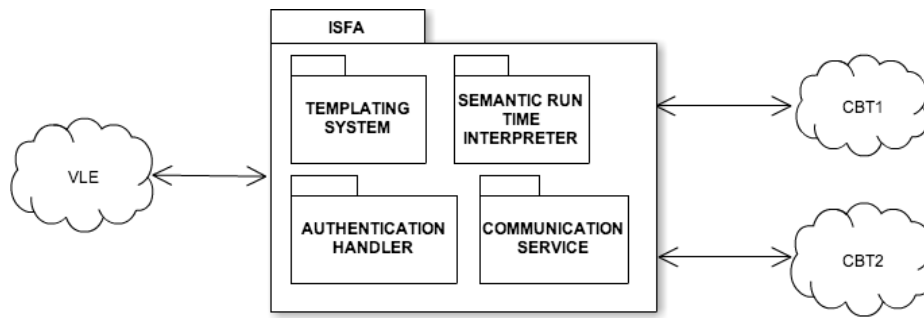 ISFA
TEMPLATING
SYSTEM
SEMANTIC RUN
TIME
INTERPRETER
CBT1
VLE
AUTHENTICATION
HANDLER
COMMUNICATION
SERVICE
CBT2